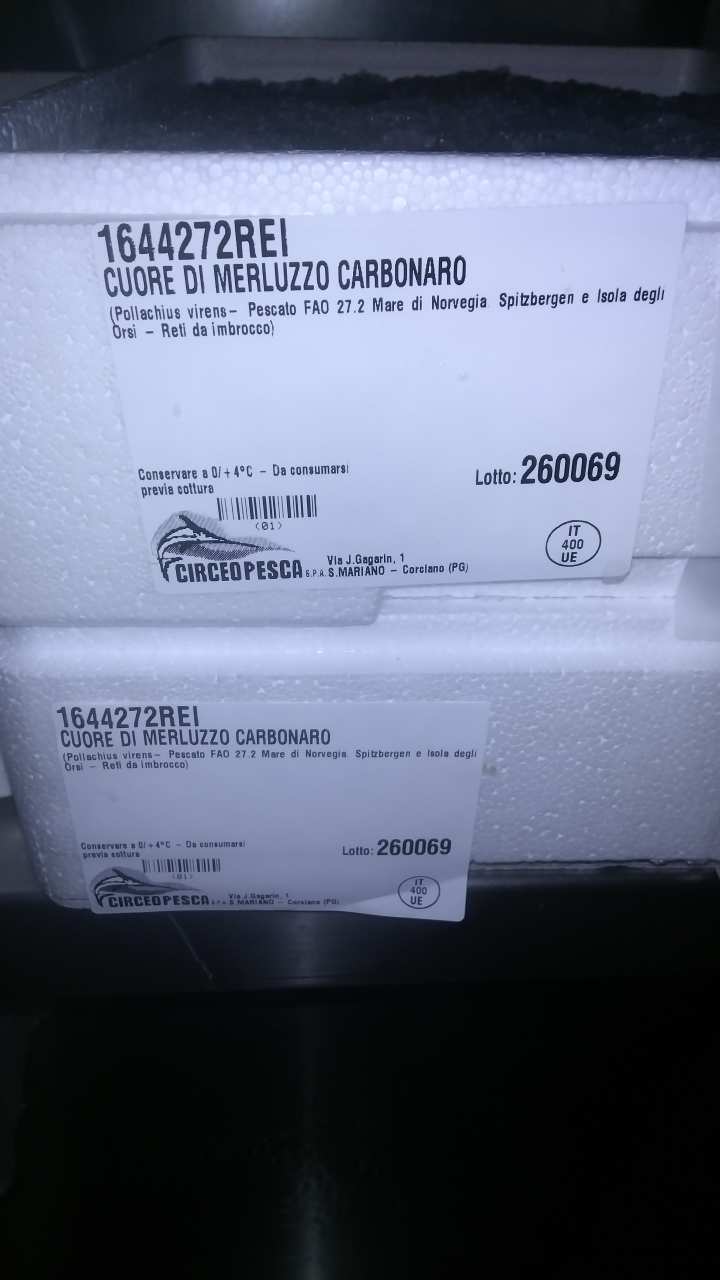 1644272REI
CUORE DI MERLUZZO CARBONARO
(Pollachius virens– Pescato FAO 27.2 Mare di Norvegia Spitzbergen e Isola degli
Orsi – Reti da imbrocco)
Conservare a 0/+4°C – Da consumarsi
previa cottura
Lotto: 260069
(01)
IT
400
UE
CIRCEOPESCA S.P.A.
Via J.Gagarin, 1
S.MARIANO – Corciano (PG)
1644272REI
CUORE DI MERLUZZO CARBONARO
(Pollachius virens– Pescato FAO 27.2 Mare di Norvegia Spitzbergen e Isola degli
Orsi – Reti da imbrocco)
Conservare a 0/+4°C – Da consumarsi
previa cottura
Lotto: 260069
(01)
IT
400
UE
CIRCEOPESCA S.P.A.
Via J.Gagarin, 1
S.MARIANO – Corciano (PG)